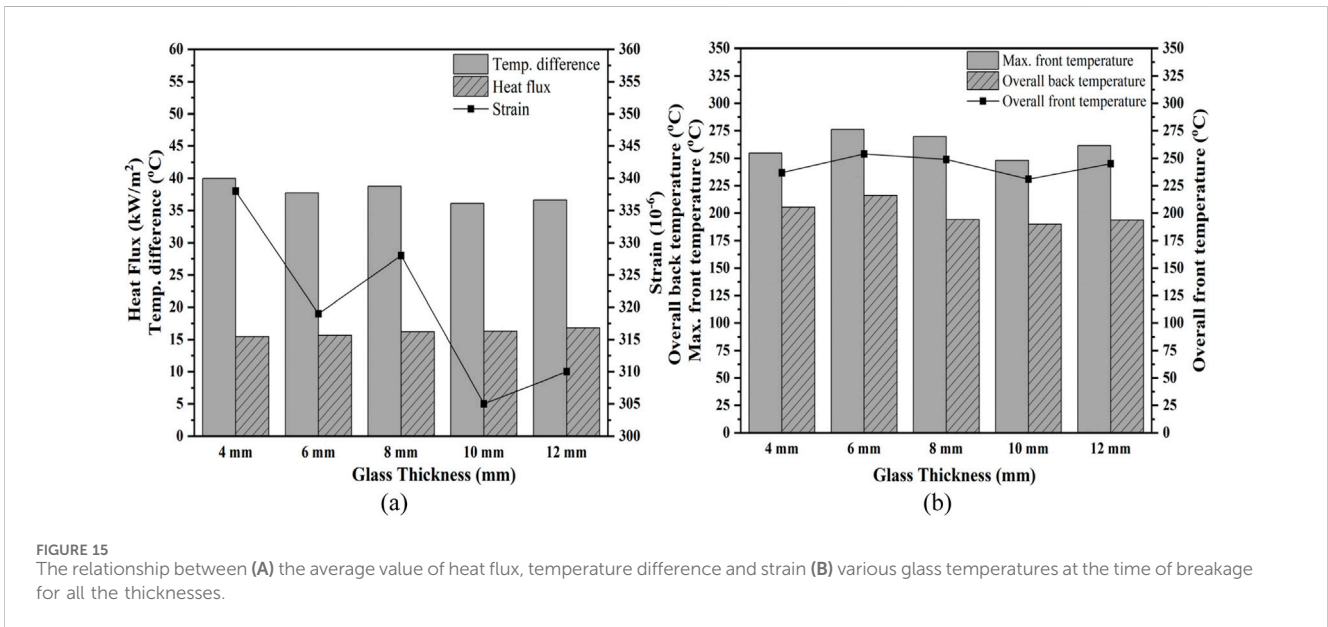 60
55
50
45
40
35
30
25
20
15
10
5
0
Heat Flux (kW/m²)
Temp. difference (ºC)
Temp. difference
Heat flux
Strain
360
355
350
345
340
335
330
325
320
315
310
305
300
Strain (10⁻⁶)
4 mm 6 mm 8 mm 10 mm 12 mm
Glass Thickness (mm)
(a)
350
325
300
275
250
225
200
175
150
125
100
75
50
25
0
Overall back temperature (ºC)
Max. front temperature (ºC)
Max. front temperature
Overall back temperature
Overall front temperature
350
325
300
275
250
225
200
175
150
125
100
75
50
25
0
Overall front temperature (ºC)
4 mm 6 mm 8 mm 10 mm 12 mm
Glass Thickness (mm)
(b)
FIGURE 15
The relationship between (A) the average value of heat flux, temperature difference and strain (B) various glass temperatures at the time of breakage
for all the thicknesses.